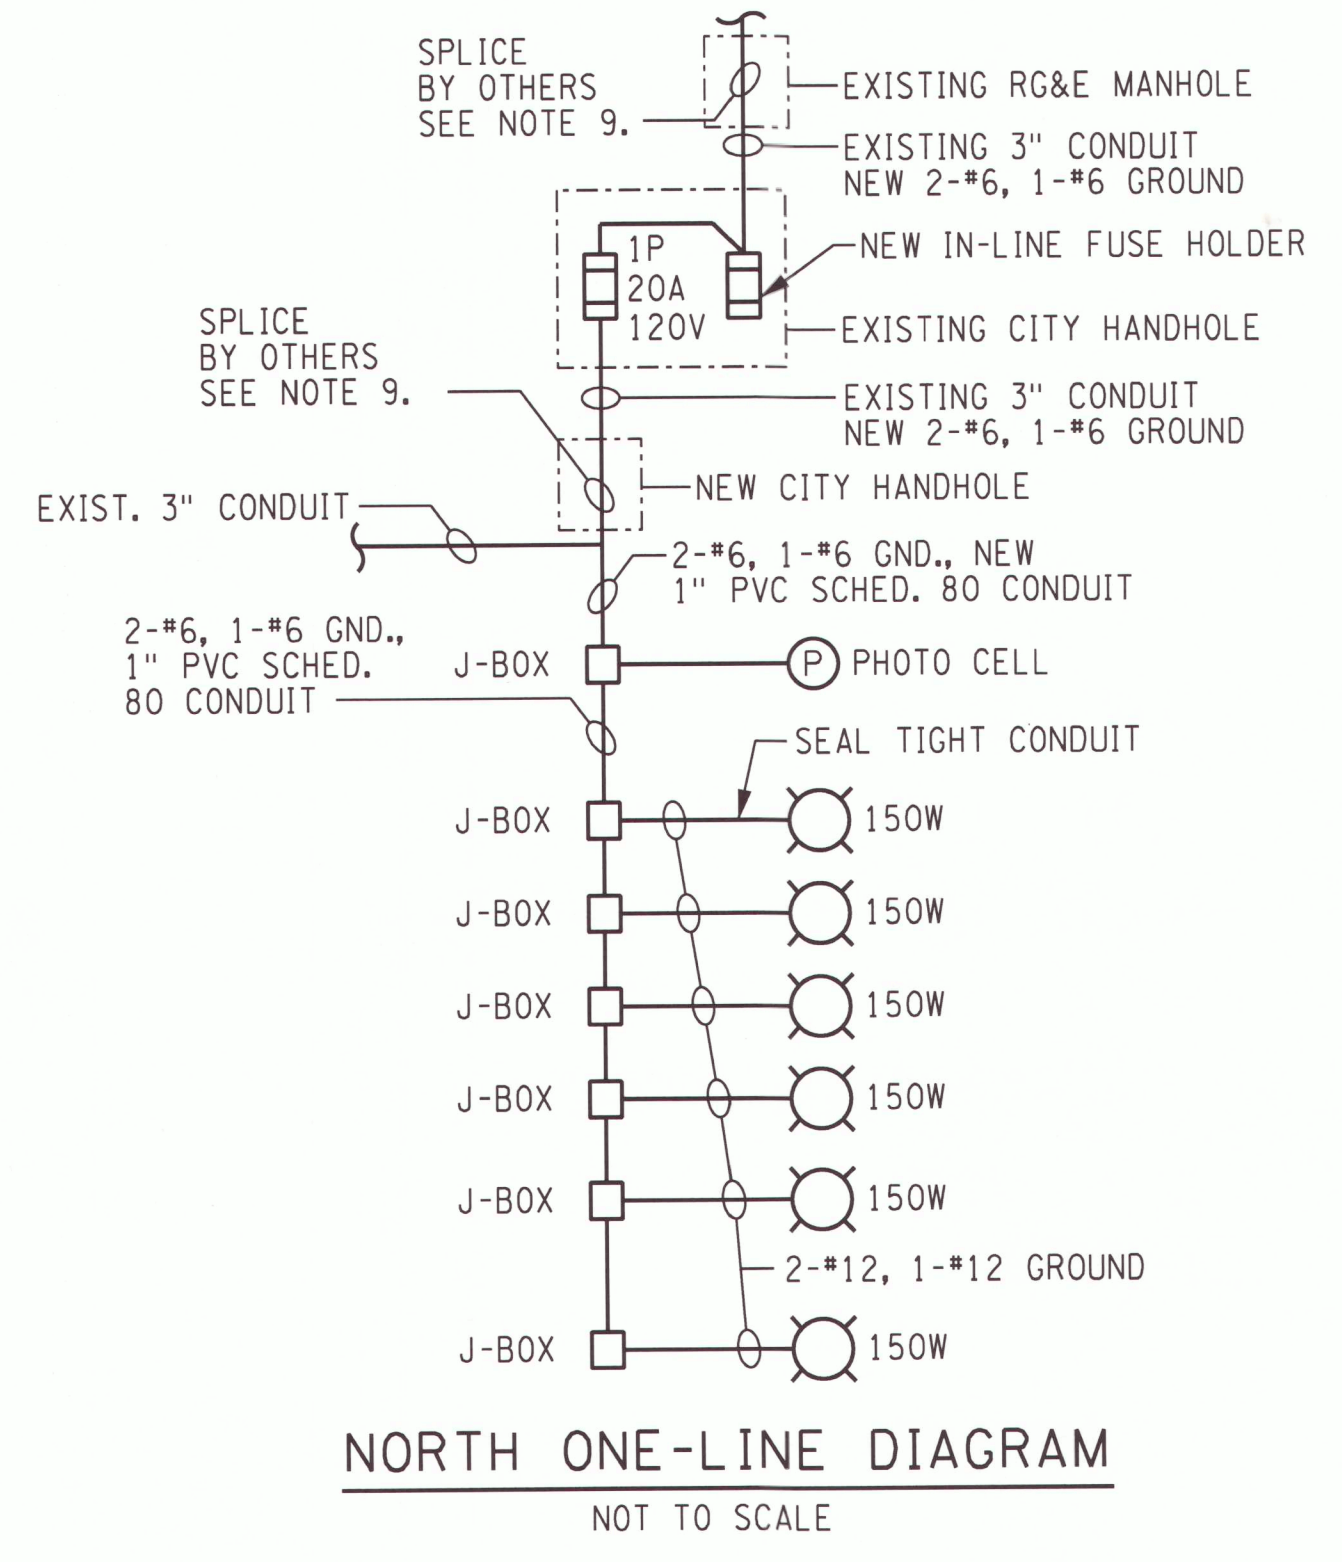 SPLICE
BY OTHERS
SEE NOTE 9.
EXISTING RG&E MANHOLE
EXISTING 3" CONDUIT
NEW 2-#6, 1-#6 GROUND
NEW IN-LINE FUSE HOLDER
1P
20A
120V
EXISTING CITY HANDHOLE
SPLICE
BY OTHERS
SEE NOTE 9.
EXISTING 3" CONDUIT
NEW 2-#6, 1-#6 GROUND
NEW CITY HANDHOLE
EXIST. 3" CONDUIT
2-#6, 1-#6 GND., NEW
1" PVC SCHED. 80 CONDUIT
2-#6, 1-#6 GND.,
1" PVC SCHED.
80 CONDUIT
J-BOX
P
PHOTO CELL
SEAL TIGHT CONDUIT
J-BOX
150W
J-BOX
150W
J-BOX
150W
J-BOX
150W
J-BOX
150W
2-#12, 1-#12 GROUND
J-BOX
150W
NORTH ONE-LINE DIAGRAM
NOT TO SCALE